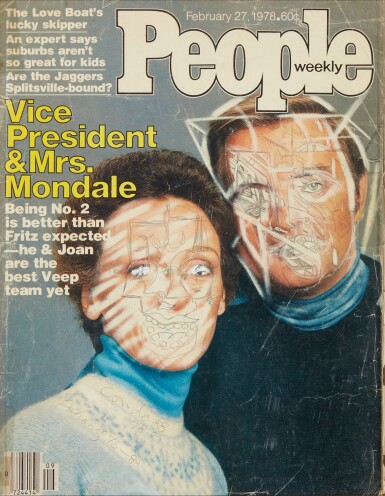 The Love Boat's
lucky skipper
An expert says
suburbs aren't
so great for kids
Are the Jaggers
Splitsville-bound?
February 27, 1978 • 60¢
People
weekly
Vice
President
& Mrs.
Mondale
Being No. 2
is better than
Fritz expected
—he & Joan
are the
best Veep
team yet
09